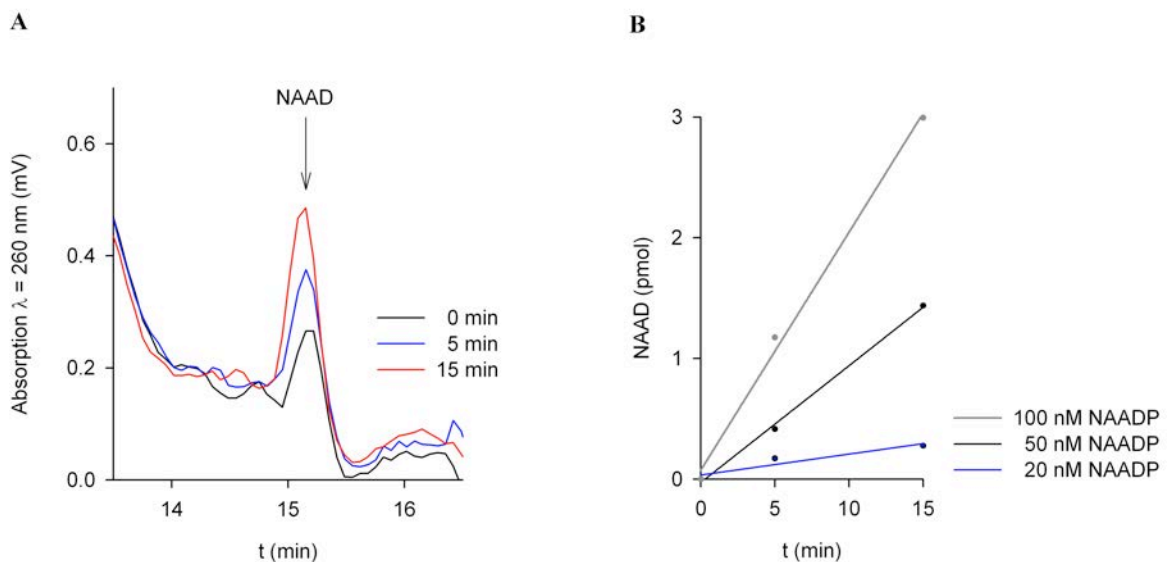 A
NAAD
Absorption λ = 260 nm (mV)
0.6
0.4
0.2
0.0
0 min
5 min
15 min
14
15
16
t (min)
B
NAAD (pmol)
3
2
1
0
100 nM NAADP
50 nM NAADP
20 nM NAADP
0
5
10
15
t (min)